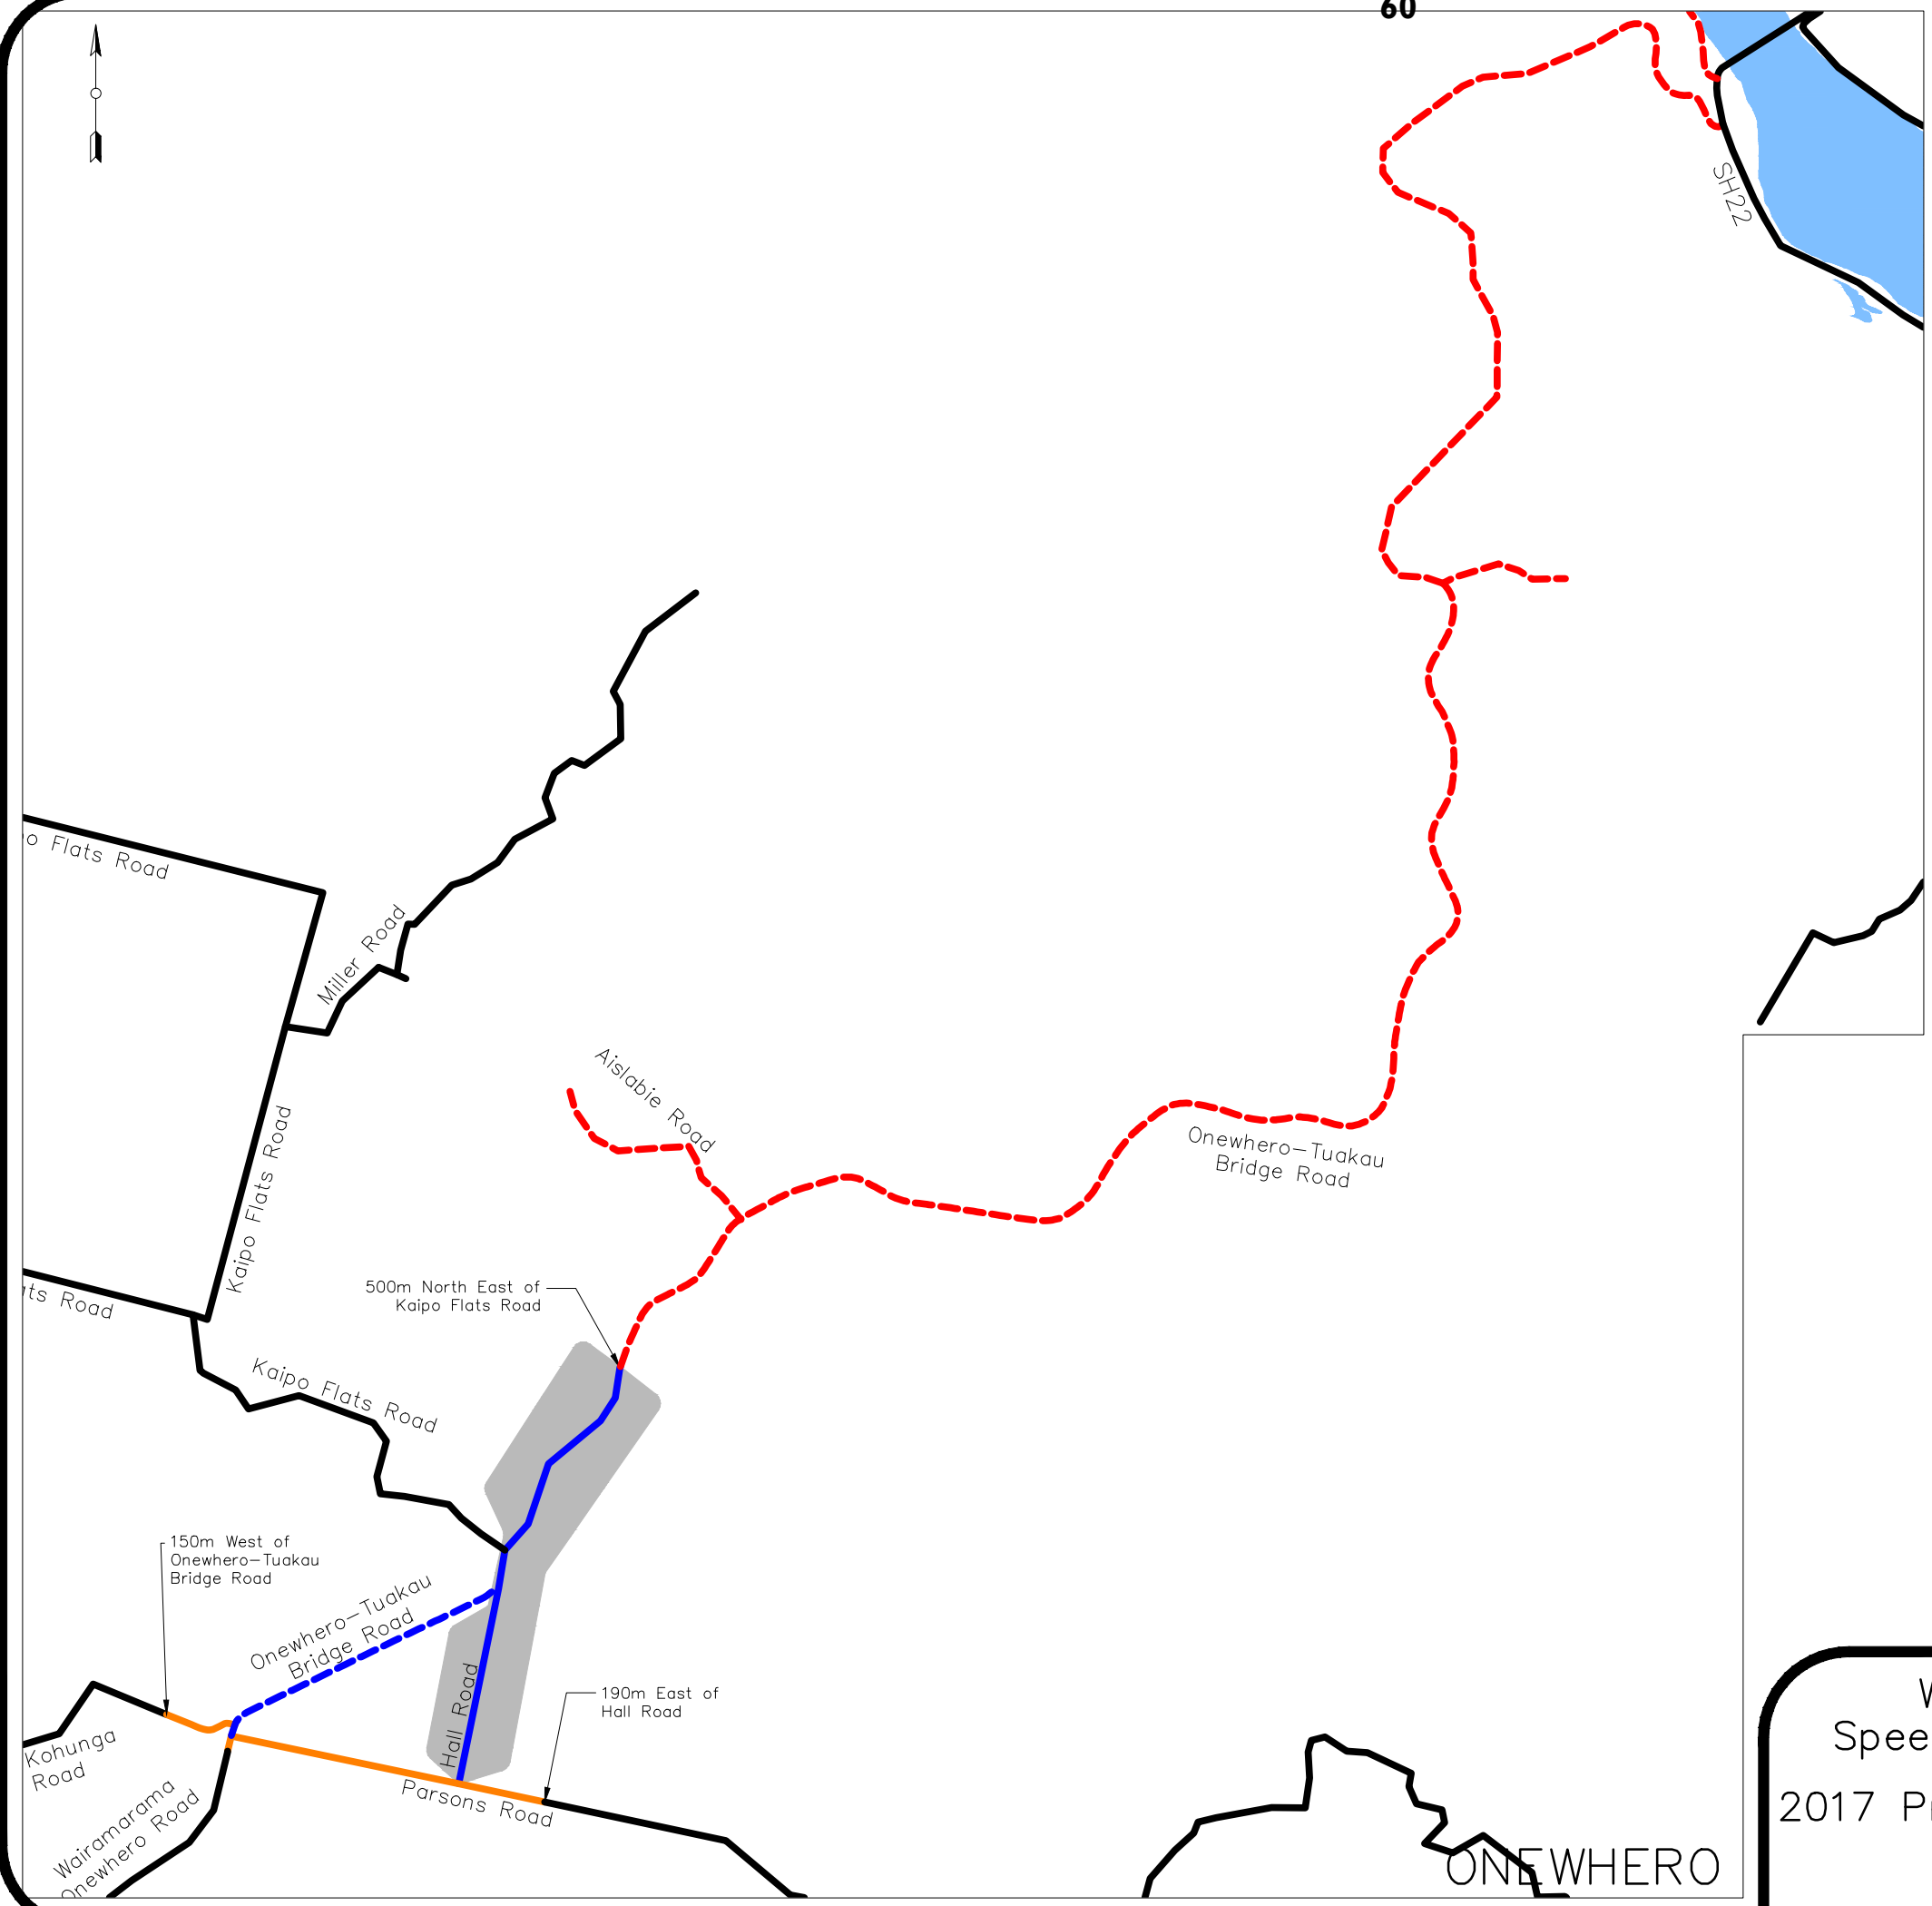 60
SH22
o Flats Road
Miller Road
Aislabie Road
Kaipo Flats Road
Onewhero-Tuakau
Bridge Road
500m North East of
Kaipo Flats Road
ts Road
Kaipo Flats Road
150m West of
Onewhero-Tuakau
Bridge Road
Onewhero-Tuakau
Bridge Road
Hall Road
190m East of
Hall Road
Kohunga
Road
Parsons Road
Wairamarama
Onewhero Road
ONEWHERO
W
Spee
2017 P